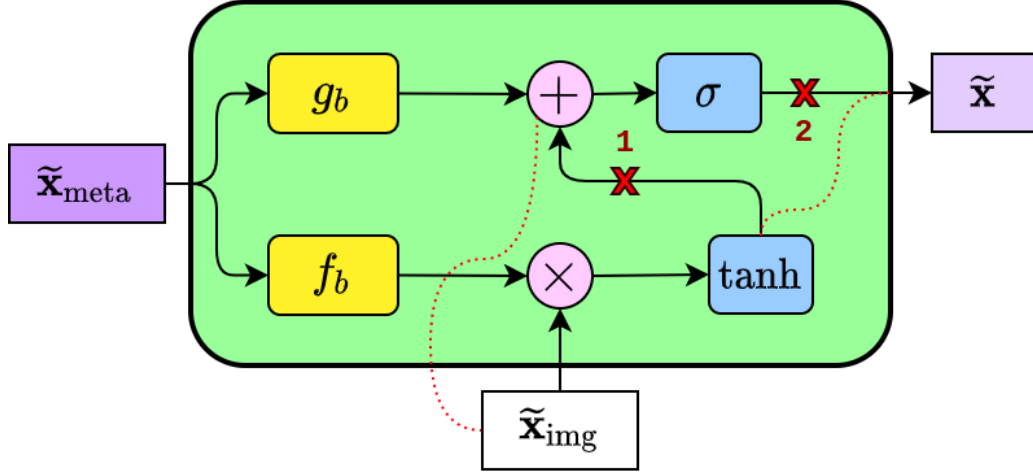 g_b
+
σ
X
2
x̃
1
X
x̃_meta
f_b
×
tanh
x̃_img